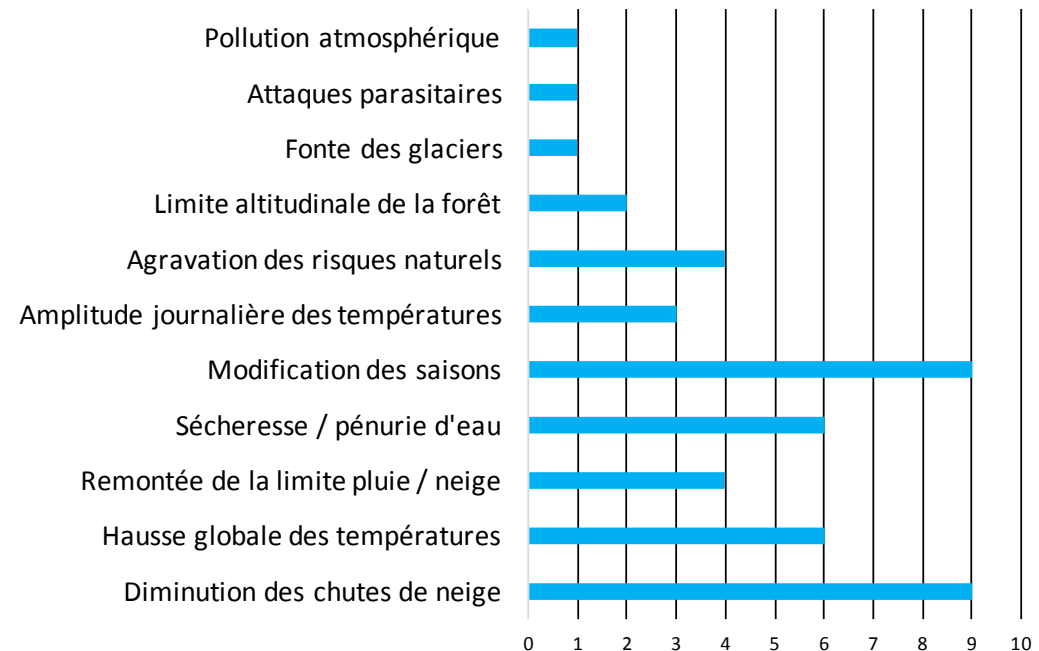 Pollution atmosphérique
Attaques parasitaires
Fonte des glaciers
Limite altitudinale de la forêt
Agravation des risques naturels
Amplitude journalière des températures
Modification des saisons
Sécheresse / pénurie d'eau
Remontée de la limite pluie / neige
Hausse globale des températures
Diminution des chutes de neige
0 1 2 3 4 5 6 7 8 9 10